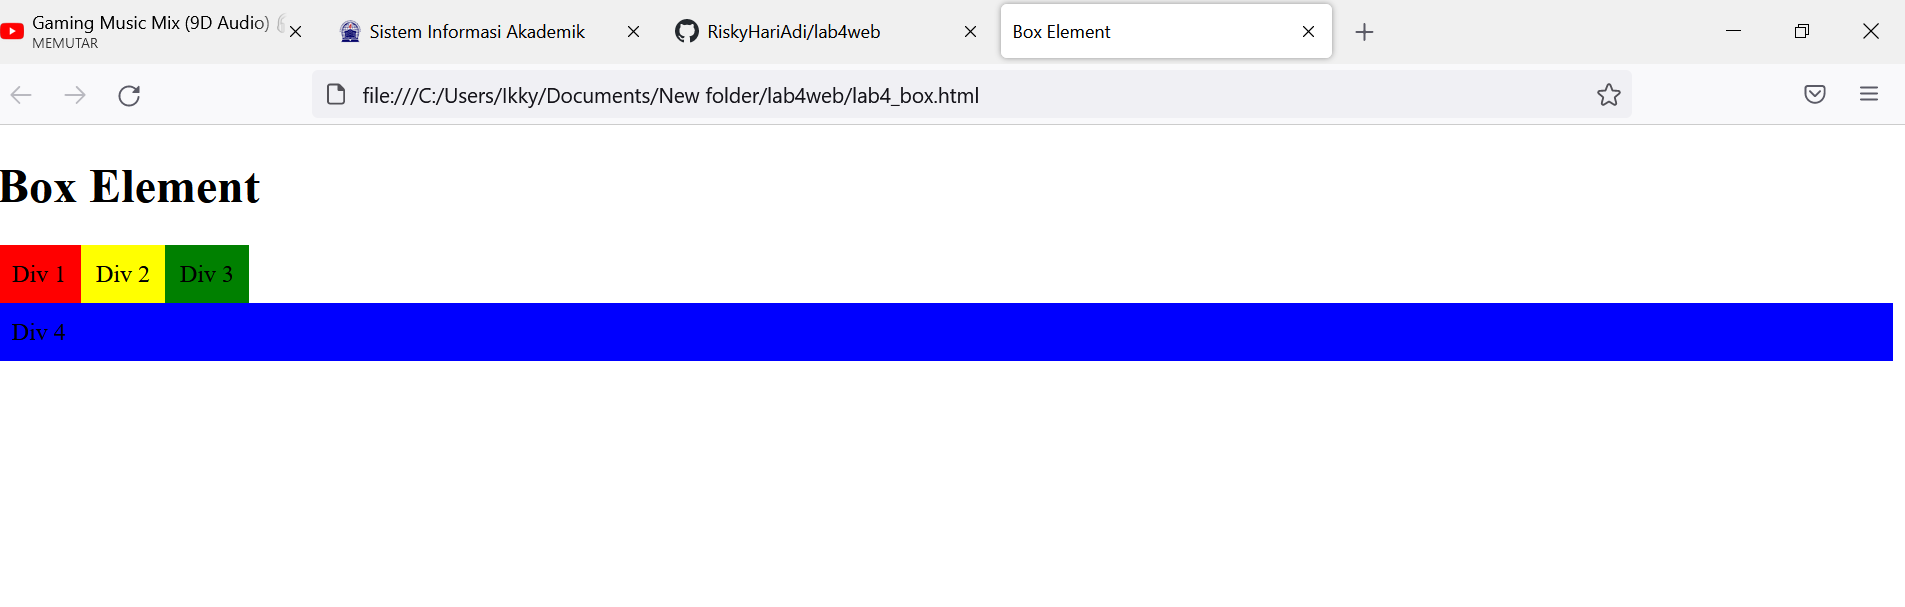 Gaming Music Mix (9D Audio)
MEMUTAR
Sistem Informasi Akademik
RiskyHariAdi/lab4web
Box Element
file:///C:/Users/Ikky/Documents/New folder/lab4web/lab4_box.html
Box Element
Div 1 Div 2 Div 3
Div 4